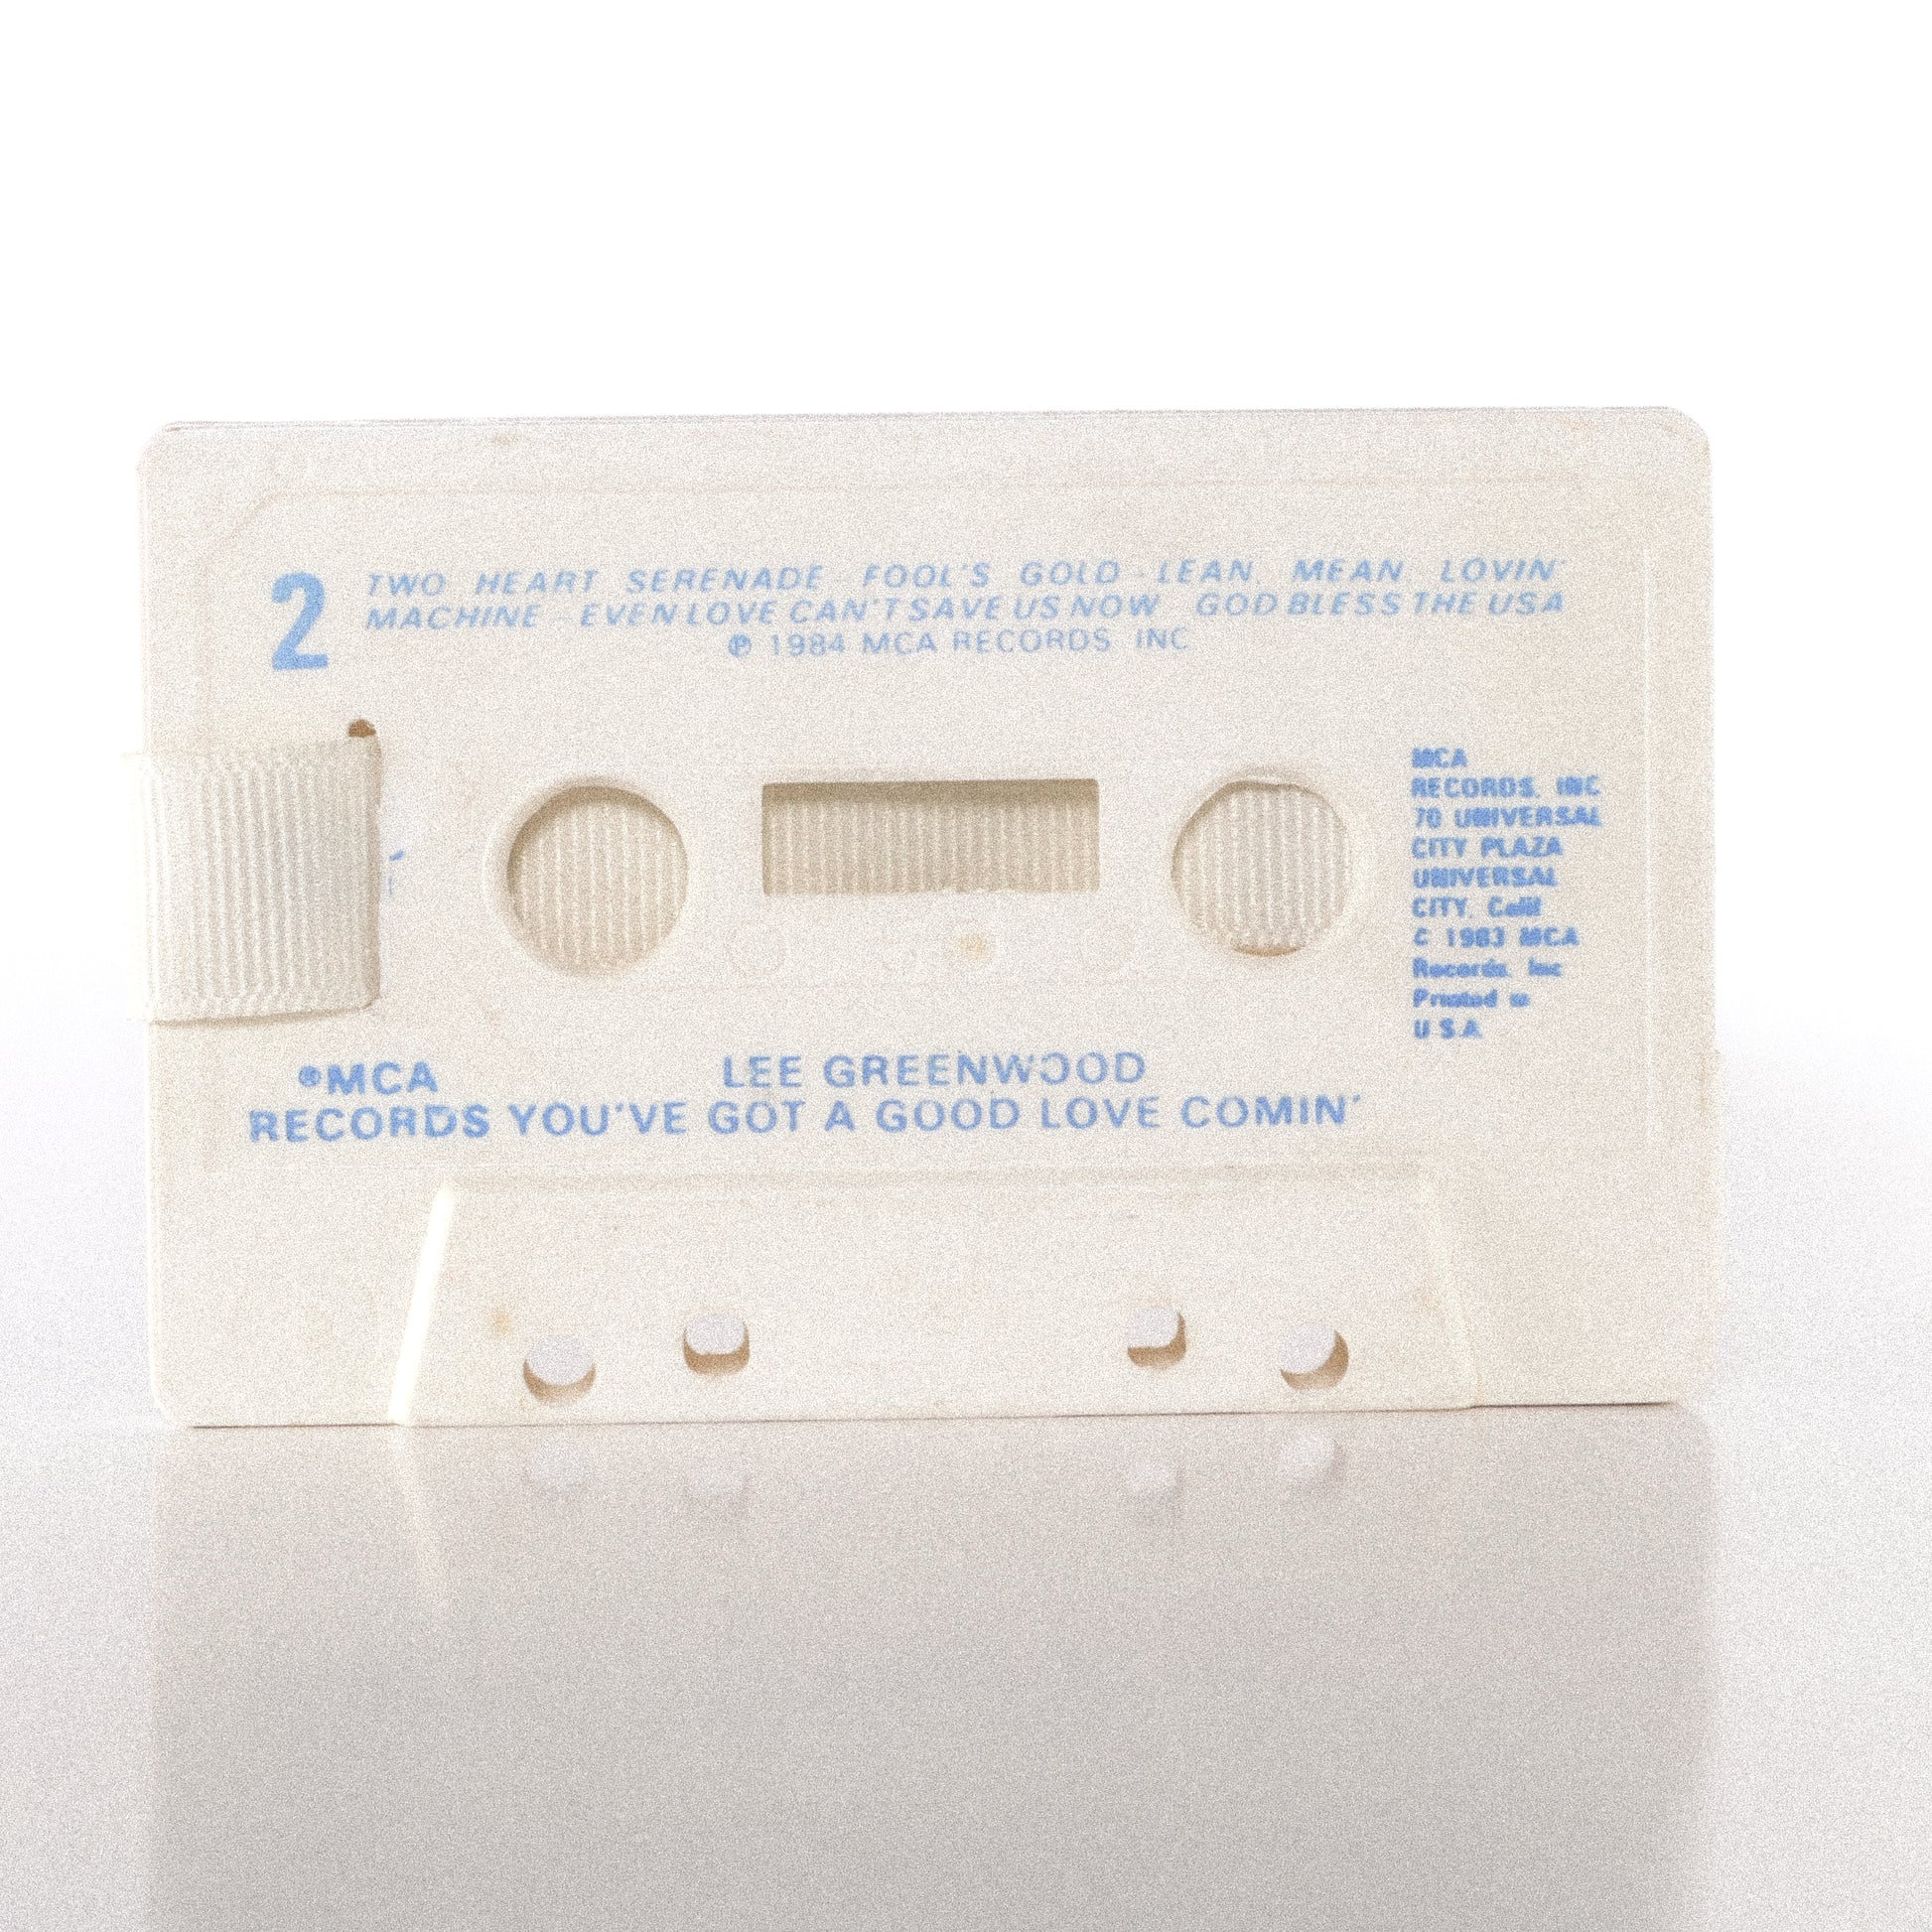 2
TWO HEART SERENADE FOOL'S GOLD - LEAN, MEAN LOVIN'
MACHINE - EVEN LOVE CAN'T SAVE US NOW GOD BLESS THE USA
℗ 1984 MCA RECORDS INC
MCA
RECORDS, INC
70 UNIVERSAL
CITY PLAZA
UNIVERSAL
CITY, Calif
C 1983 MCA
Records, Inc
Printed in
U S A
®MCA
LEE GREENWOOD
RECORDS YOU'VE GOT A GOOD LOVE COMIN'